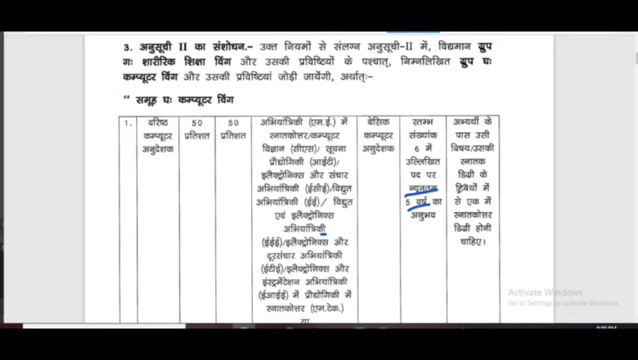 3. अनुसूची II का संशोधन.- उक्त नियमों से संलग्न अनुसूची-II में, विद्यमान ग्रुप
गः शारीरिक शिक्षा विंग और उसकी प्रविष्टियों के पश्चात्, निम्नलिखित ग्रुप घः
कम्प्यूटर विंग और उसकी प्रविष्टियां जोड़ी जायेंगी, अर्थात्:-
" समूह घः कम्प्यूटर विंग
1.
वरिष्ठ
कम्प्यूटर
अनुदेशक
50
प्रतिशत
50
प्रतिशत
अभियांत्रिकी (एम.ई.) में
स्नातकोत्तर/कम्प्यूटर
विज्ञान (सीएस)/ सूचना
प्रौद्योगिकी (आईटी)/
इलैक्ट्रोनिक्स और संचार
अभियांत्रिकी (ईसी)/विद्युत
अभियांत्रिकी (ईई)/ विद्युत
एवं इलैक्ट्रोनिक्स
अभियांत्रिकी
(ईईई)/इलैक्ट्रोनिक्स और
दूरसंचार अभियांत्रिकी
(ईटी)/इलैक्ट्रोनिक्स और
इंस्ट्रूमेंटेशन अभियांत्रिकी
(ईआईई) में प्रौद्योगिकी में
स्नातकोत्तर (एम.टेक.)
या
बेसिक
कम्प्यूटर
अनुदेशक
स्तम्भ
संख्यांक
6 में
उल्लिखित
पद पर
न्यूनतम
5 वर्ष का
अनुभव
अभ्यर्थी के
पास उसी
विषय/उसकी
स्नातक
डिग्री के
विषयों में
से एक में
स्नातकोत्तर
डिग्री होनी
चाहिए।
Activate Windows
Go to Settings to activate Windows.